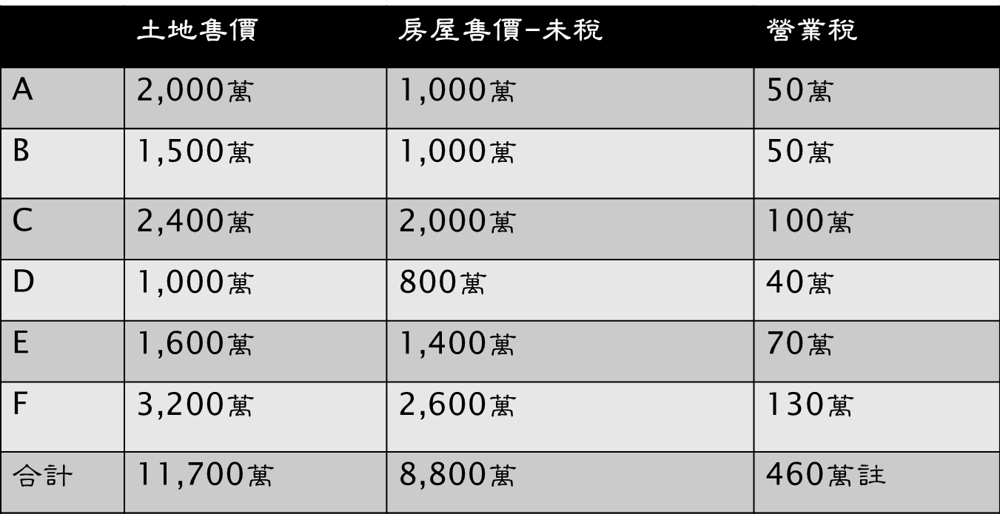 土地售價 房屋售價-未稅 營業稅
A 2,000萬 1,000萬 50萬
B 1,500萬 1,000萬 50萬
C 2,400萬 2,000萬 100萬
D 1,000萬 800萬 40萬
E 1,600萬 1,400萬 70萬
F 3,200萬 2,600萬 130萬
合計 11,700萬 8,800萬 460萬註